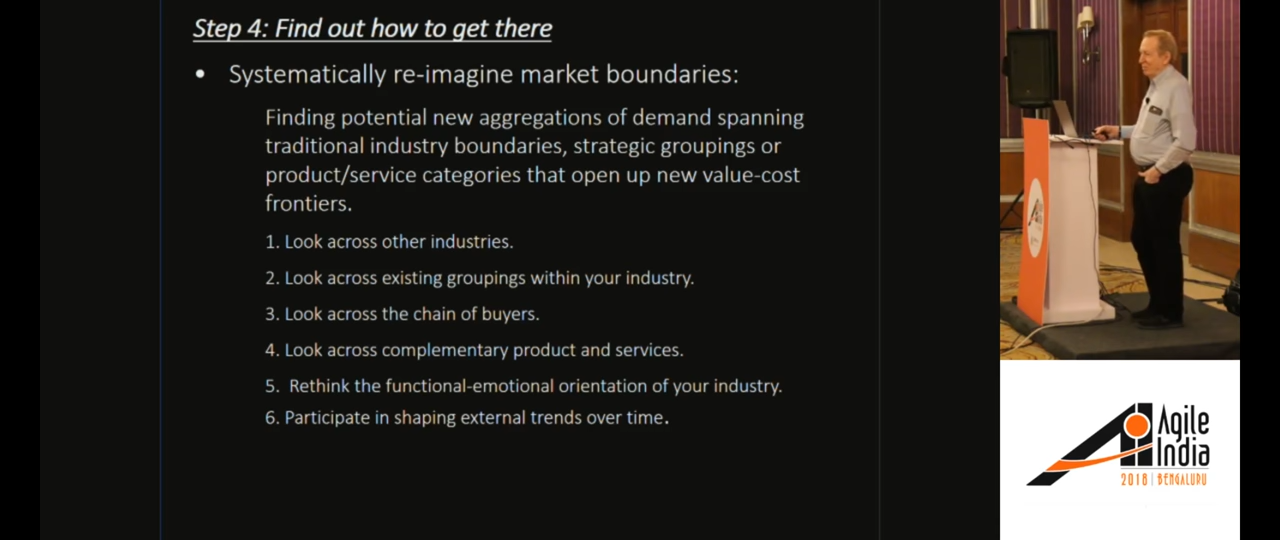 Step 4: Find out how to get there
• Systematically re-imagine market boundaries:
Finding potential new aggregations of demand spanning
traditional industry boundaries, strategic groupings or
product/service categories that open up new value-cost
frontiers.
1. Look across other industries.
2. Look across existing groupings within your industry.
3. Look across the chain of buyers.
4. Look across complementary product and services.
5. Rethink the functional-emotional orientation of your industry.
6. Participate in shaping external trends over time.
Agile
India
2018 | BENGALURU